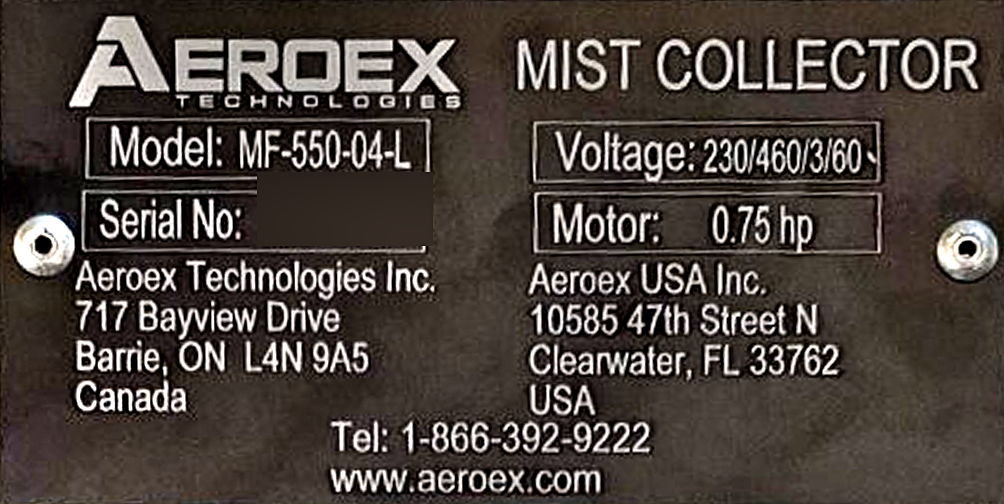 AEROEX MIST COLLECTOR
TECHNOLOGIES
Model: MF-550-04-L
Voltage: 230/460/3/60
Serial No:
Motor: 0.75 hp
Aeroex Technologies Inc.
717 Bayview Drive
Barrie, ON L4N 9A5
Canada
Aeroex USA Inc.
10585 47th Street N
Clearwater, FL 33762
USA
Tel: 1-866-392-9222
www.aeroex.com